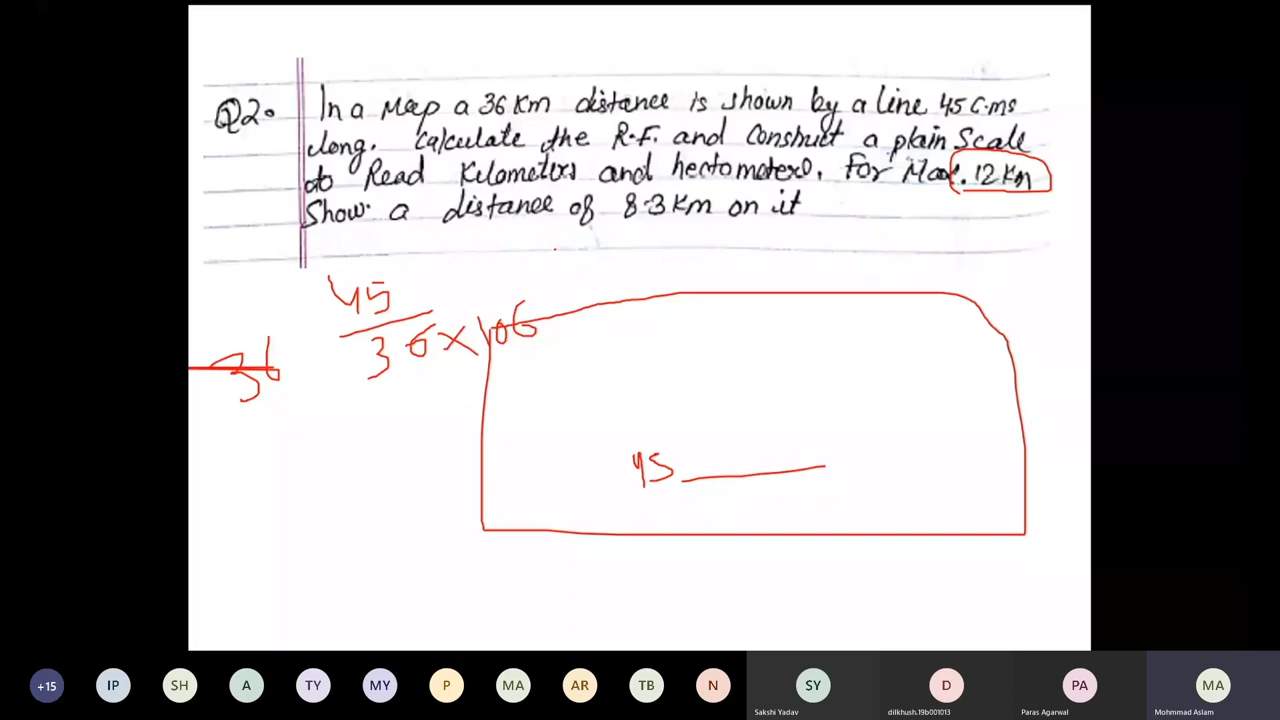 Q2. In a Map a 36 Km distance is shown by a line 45 C.ms
long. Calculate the R.F. and Construct a plain Scale
to Read Kilometers and hectometers. For Max. 12 Km
Show a distance of 8.3 Km on it
45
36 x 10
36
45
+15 IP SH A TY MY P MA AR TB N SY D PA MA
Sakshi Yadav dilkhush.19b001013 Paras Agarwal Mohmmad Aslam